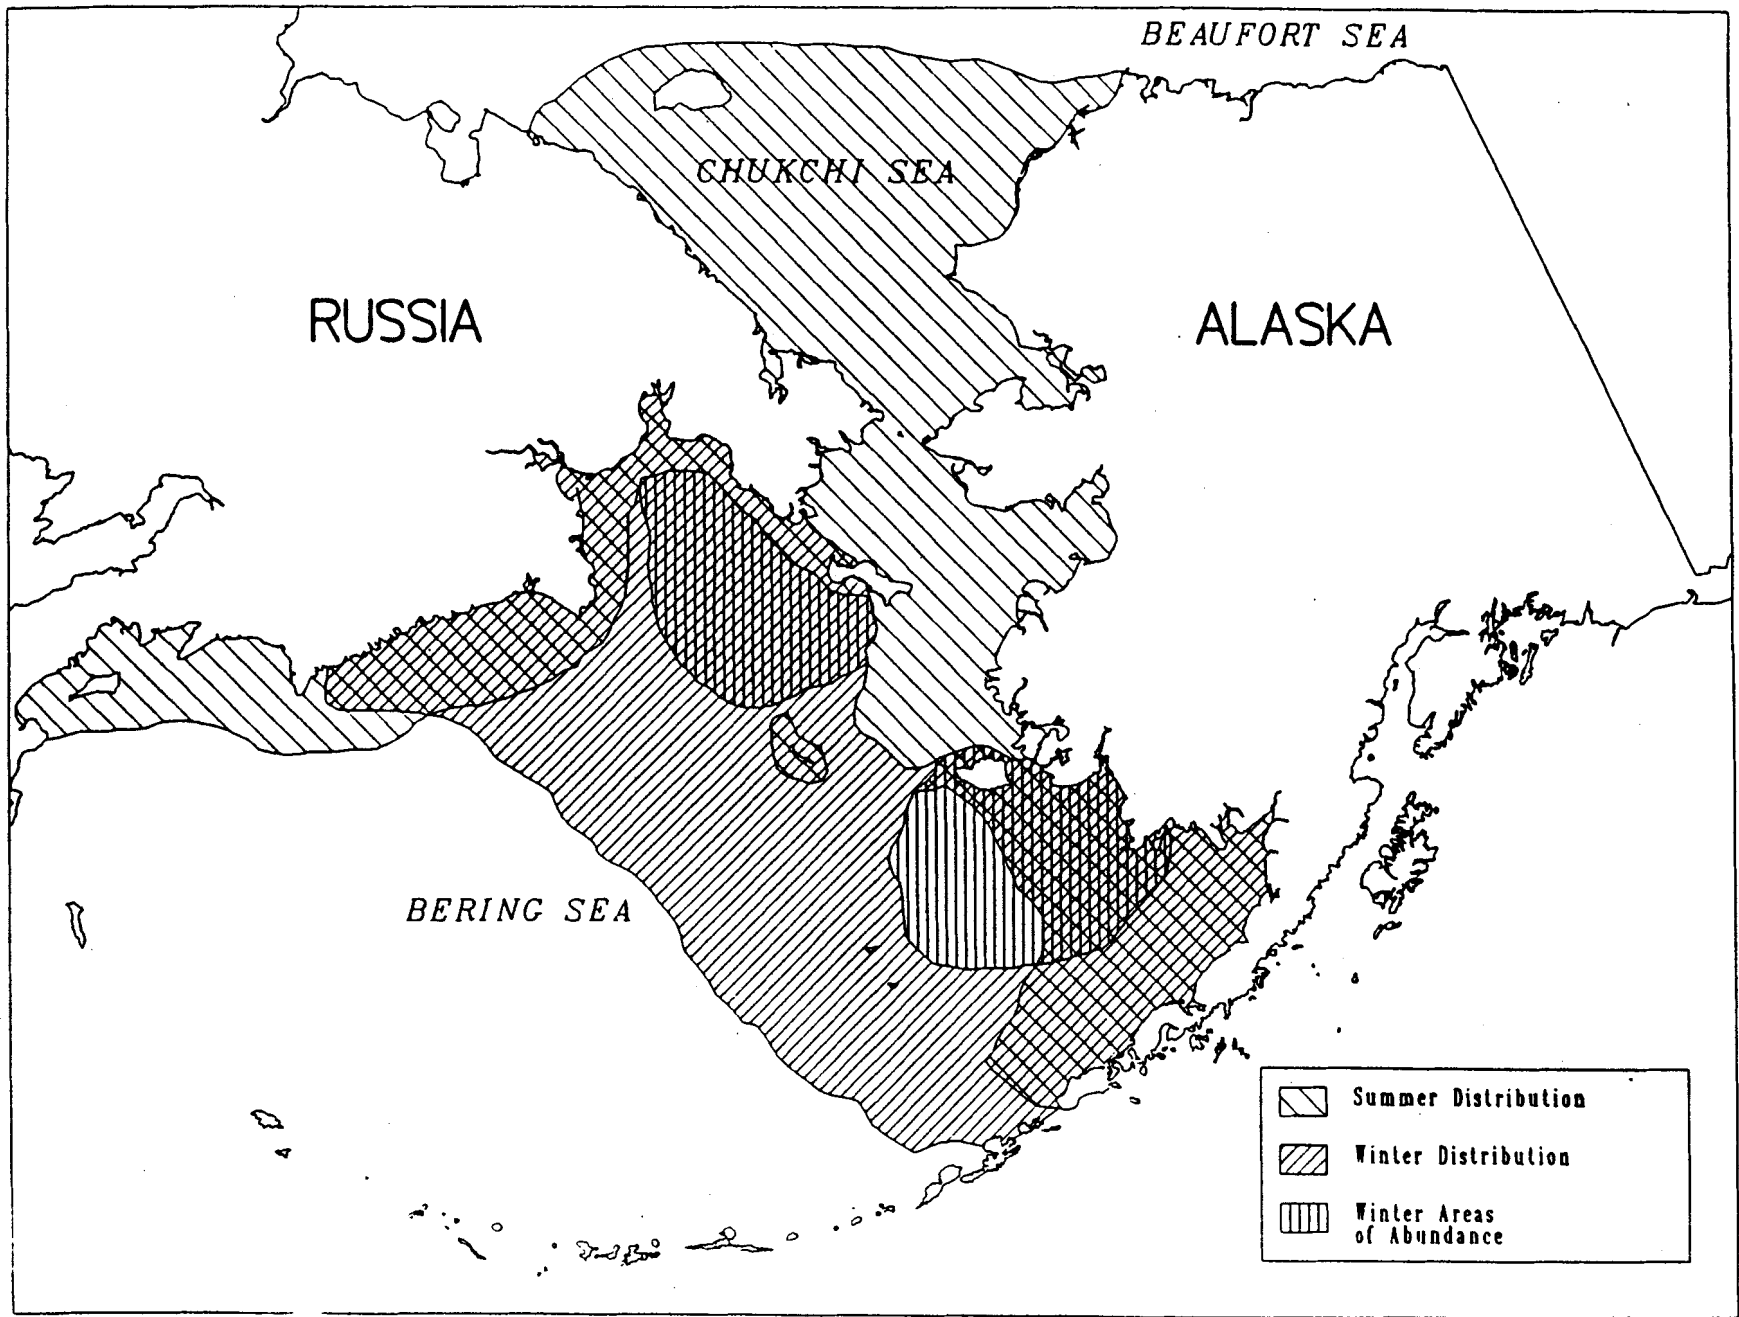 BEAUFORT SEA
CHUKCHI SEA
RUSSIA
ALASKA
BERING SEA
Summer Distribution
Winter Distribution
Winter Areas
of Abundance